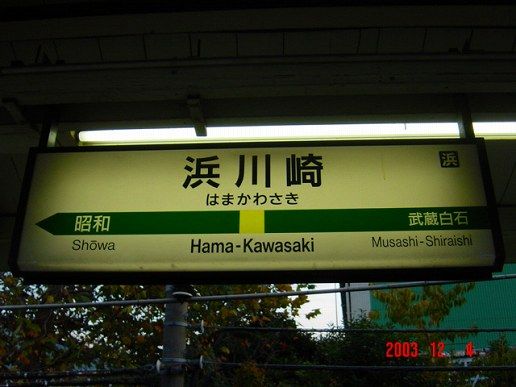 浜川崎
浜
はまかわさき
昭和
武蔵白石
Shōwa
Hama-Kawasaki
Musashi-Shiraishi
2003. 12. 4